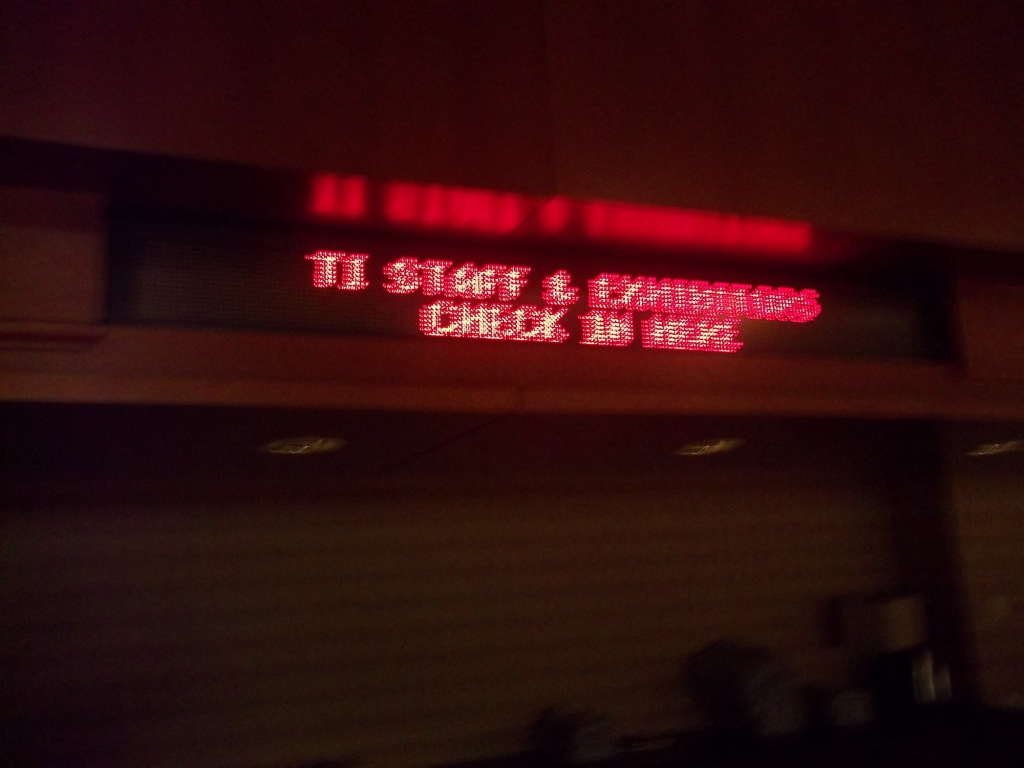 TI STAFF & EXHIBITORS
CHECK IN HERE